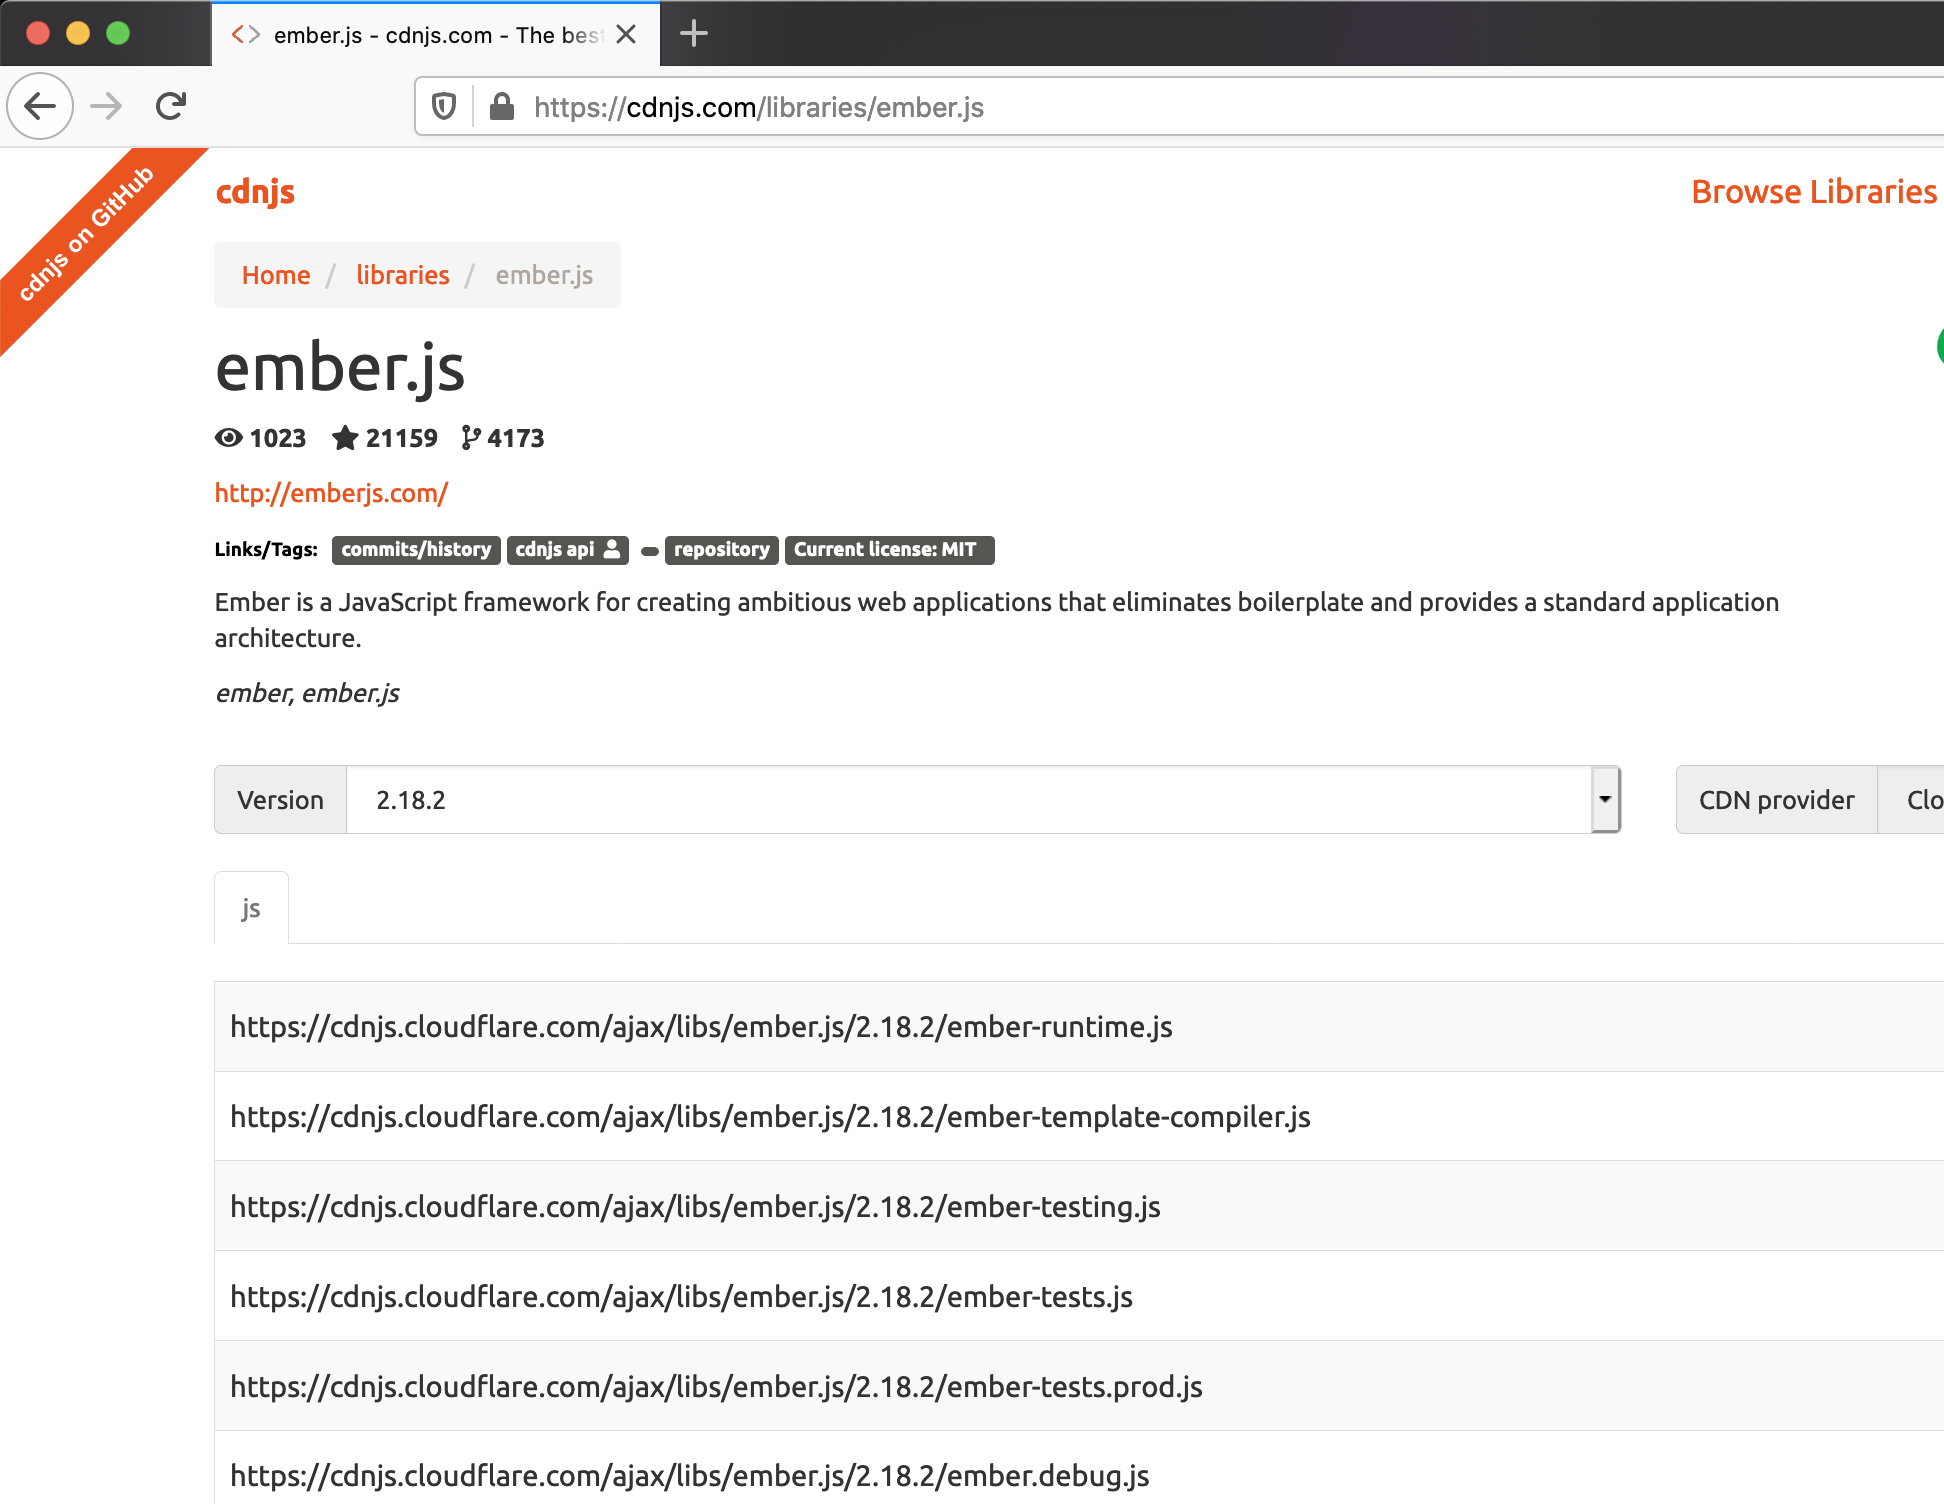 ember.js - cdnjs.com - The best
https://cdnjs.com/libraries/ember.js
cdnjs on GitHub
cdnjs
Browse Libraries
Home / libraries / ember.js
ember.js
1023 21159 4173
http://emberjs.com/
Links/Tags: commits/history cdnjs api repository Current license: MIT
Ember is a JavaScript framework for creating ambitious web applications that eliminates boilerplate and provides a standard application
architecture.
ember, ember.js
Version 2.18.2 CDN provider Clo
js
https://cdnjs.cloudflare.com/ajax/libs/ember.js/2.18.2/ember-runtime.js
https://cdnjs.cloudflare.com/ajax/libs/ember.js/2.18.2/ember-template-compiler.js
https://cdnjs.cloudflare.com/ajax/libs/ember.js/2.18.2/ember-testing.js
https://cdnjs.cloudflare.com/ajax/libs/ember.js/2.18.2/ember-tests.js
https://cdnjs.cloudflare.com/ajax/libs/ember.js/2.18.2/ember-tests.prod.js
https://cdnjs.cloudflare.com/ajax/libs/ember.js/2.18.2/ember.debug.js